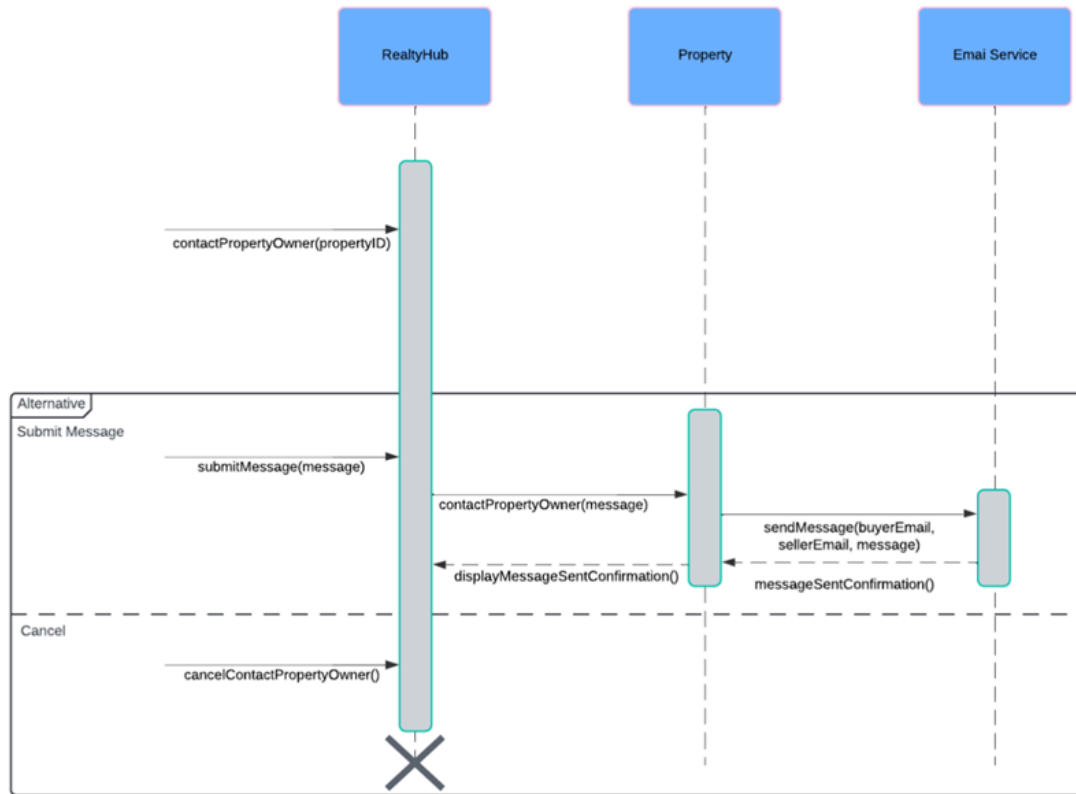 RealtyHub
Property
Emai Service
contactPropertyOwner(propertyID)
Alternative
Submit Message
submitMessage(message)
contactPropertyOwner(message)
sendMessage(buyerEmail,
sellerEmail, message)
displayMessageSentConfirmation()
messageSentConfirmation()
Cancel
cancelContactPropertyOwner()